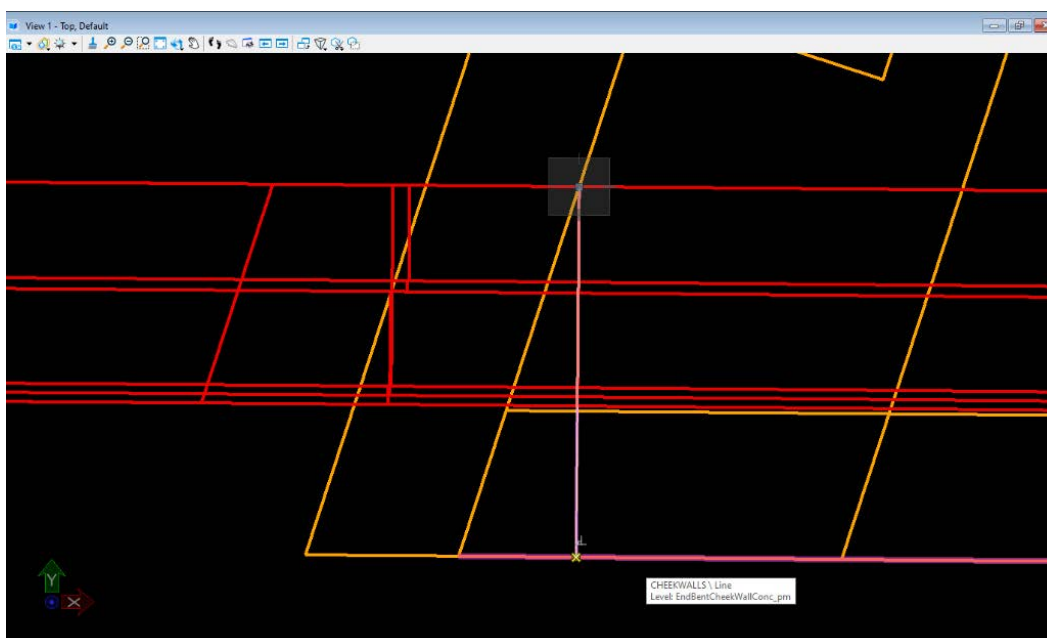 View 1 - Top, Default
CHEEKWALLS \ Line
Level: EndBentCheekWallConc_pm
Y
X